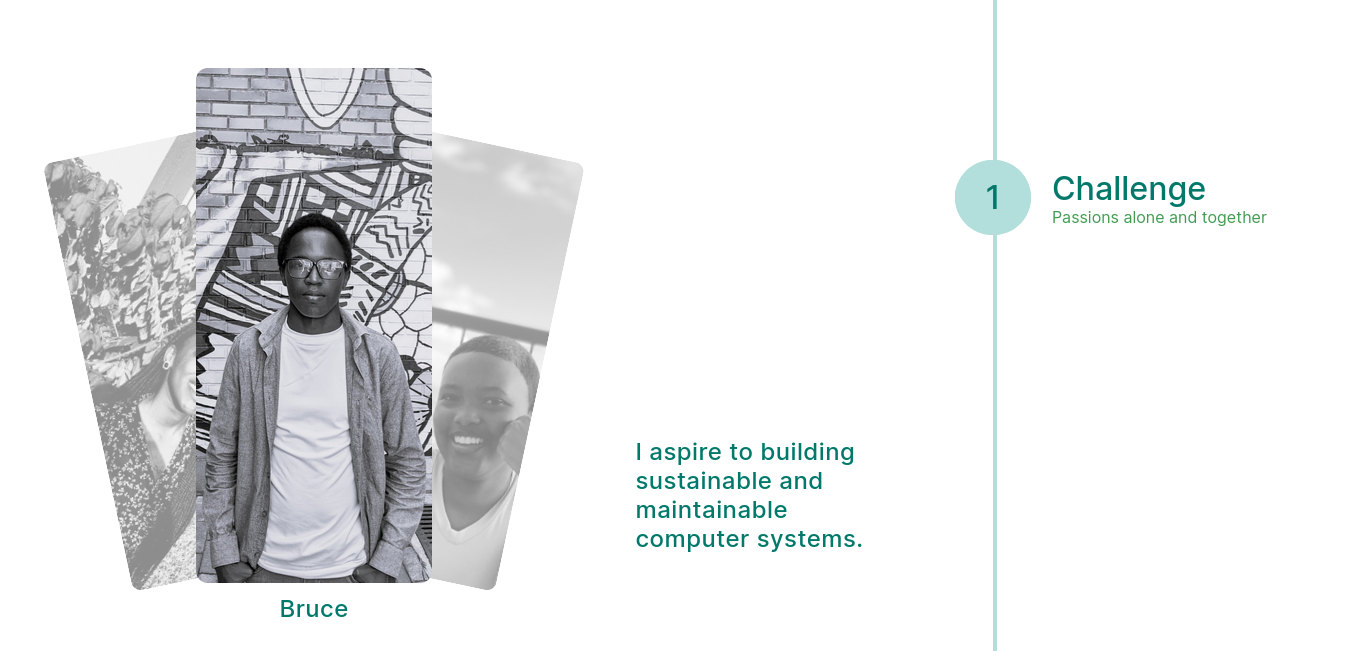 Bruce
I aspire to building
sustainable and
maintainable
computer systems.
1
Challenge
Passions alone and together